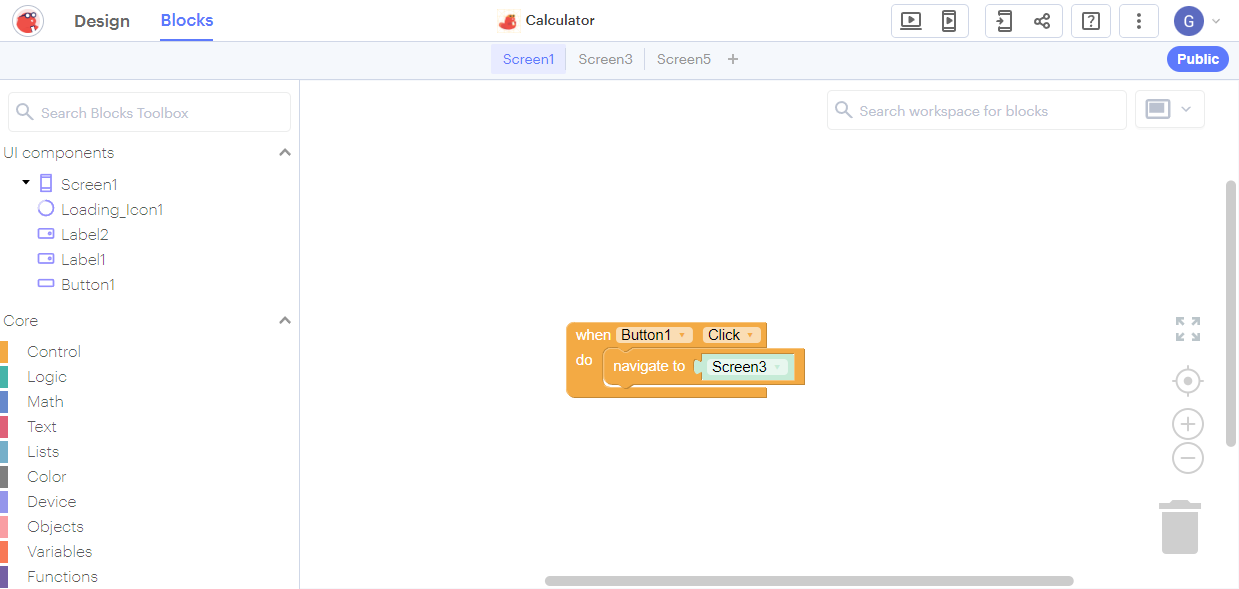 Design Blocks Calculator G
Screen1 Screen3 Screen5 + Public
Search Blocks Toolbox
Search workspace for blocks
UI components
Screen1
Loading_Icon1
Label2
Label1
Button1
Core
Control
Logic
Math
Text
Lists
Color
Device
Objects
Variables
Functions
when Button1 Click
do navigate to Screen3